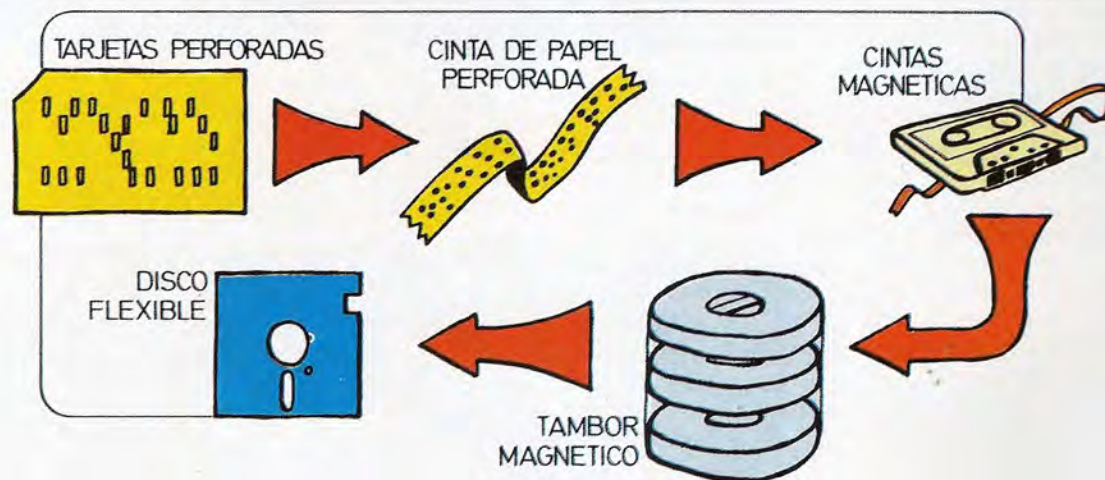 TARJETAS PERFORADAS
CINTA DE PAPEL
PERFORADA
CINTAS
MAGNETICAS
DISCO
FLEXIBLE
TAMBOR
MAGNETICO